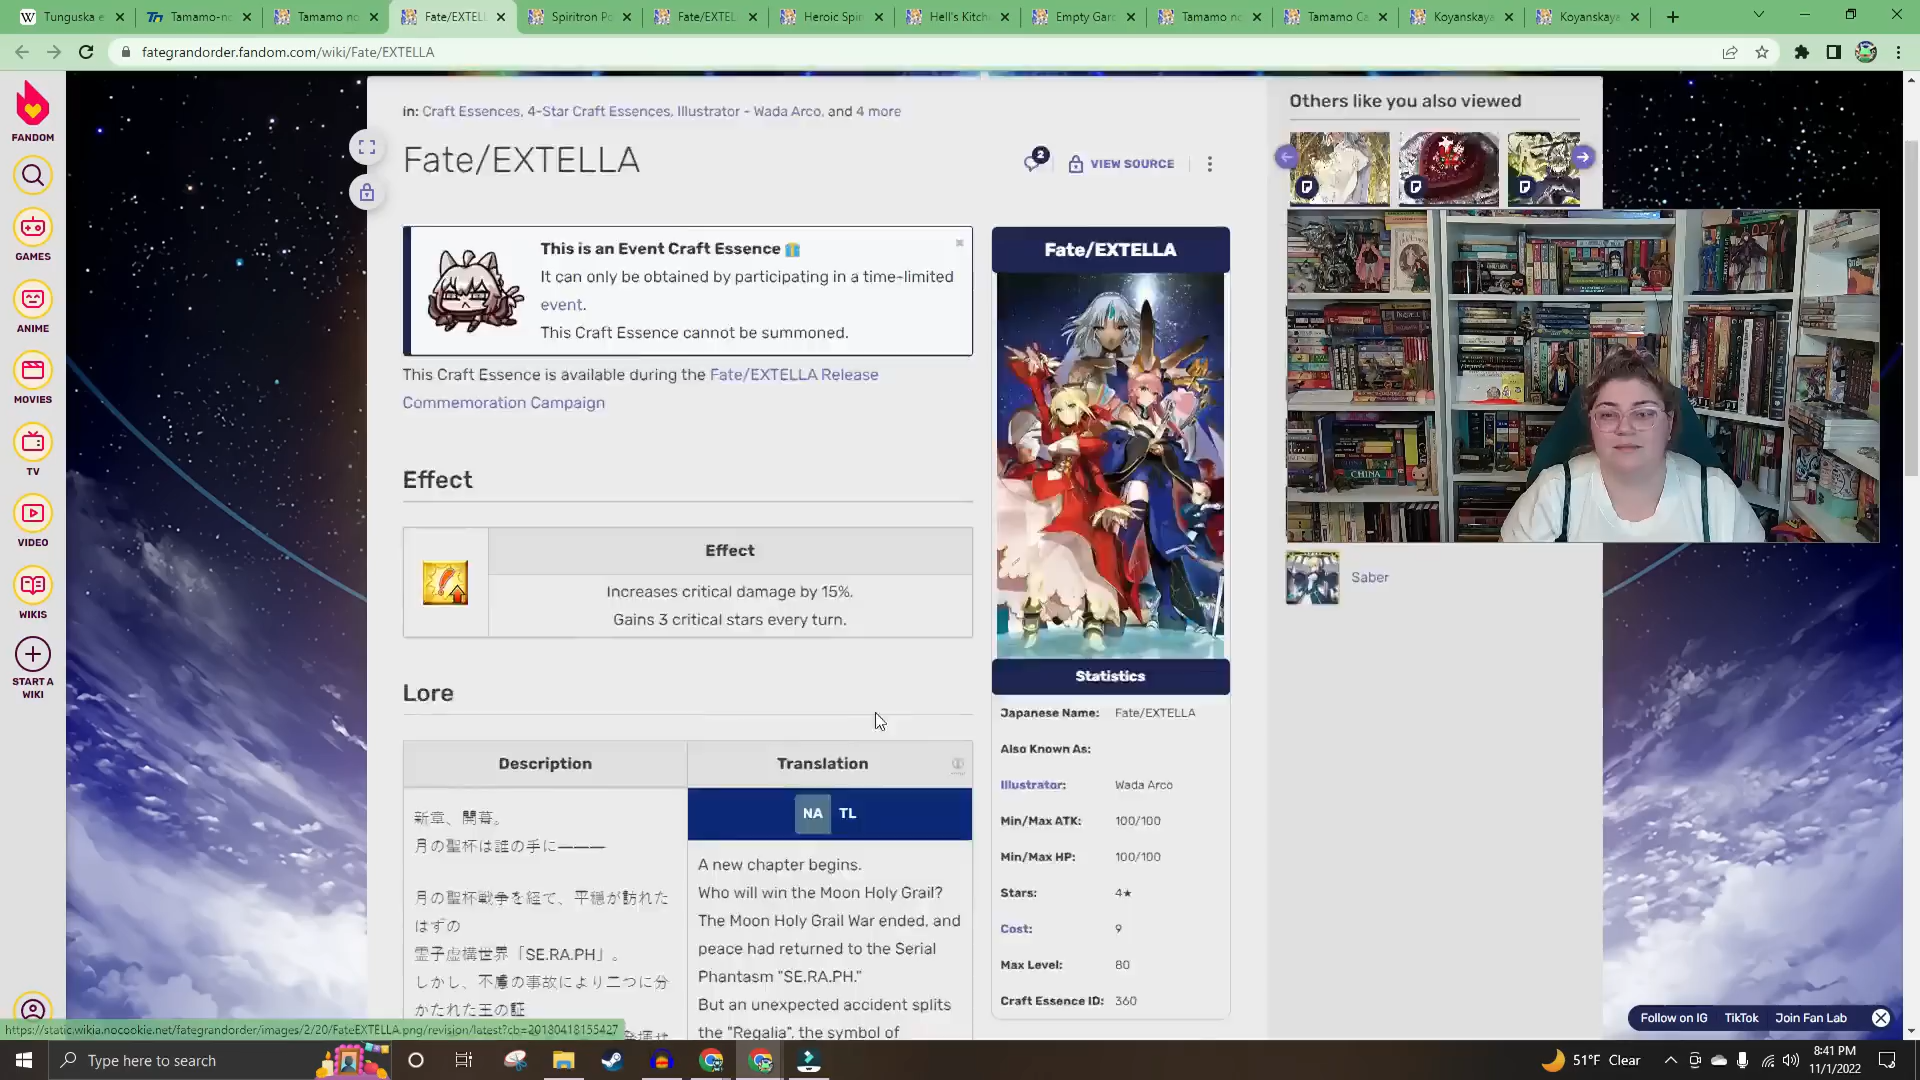 Tunguska e
Tamamo-no
Tamamo no
Fate/EXTEL
Spiritron Po
Fate/EXTEL
Heroic Spir
Hell's Kitche
Empty Gard
Tamamo no
Tamamo Ca
Koyanskaya
Koyanskaya
fategrandorder.fandom.com/wiki/Fate/EXTELLA
FANDOM
GAMES
ANIME
MOVIES
TV
VIDEO
WIKIS
START A
WIKI
in: Craft Essences, 4-Star Craft Essences, Illustrator - Wada Arco, and 4 more
Fate/EXTELLA
2
VIEW SOURCE
This is an Event Craft Essence
It can only be obtained by participating in a time-limited
event.
This Craft Essence cannot be summoned.
This Craft Essence is available during the Fate/EXTELLA Release
Commemoration Campaign
Effect
Effect
Increases critical damage by 15%.
Gains 3 critical stars every turn.
Lore
Description
Translation
NA TL
新章、開幕。
月の聖杯は誰の手に———
月の聖杯戦争を経て、平穏が訪れた
はずの
霊子虚構世界「SE.RA.PH」。
しかし、不慮の事故により二つに分
かたれた王の証
A new chapter begins.
Who will win the Moon Holy Grail?
The Moon Holy Grail War ended, and
peace had returned to the Serial
Phantasm "SE.RA.PH."
But an unexpected accident splits
the "Regalia", the symbol of
Fate/EXTELLA
Statistics
Japanese Name: Fate/EXTELLA
Also Known As:
Illustrator: Wada Arco
Min/Max ATK: 100/100
Min/Max HP: 100/100
Stars: 4★
Cost: 9
Max Level: 80
Craft Essence ID: 360
Others like you also viewed
CHINA
Saber
Follow on IG TikTok Join Fan Lab
https://static.wikia.nocookie.net/fategrandorder/images/2/20/FateEXTELLA.png/revision/latest?cb=20180418155427
Type here to search
51°F Clear
8:41 PM
11/1/2022